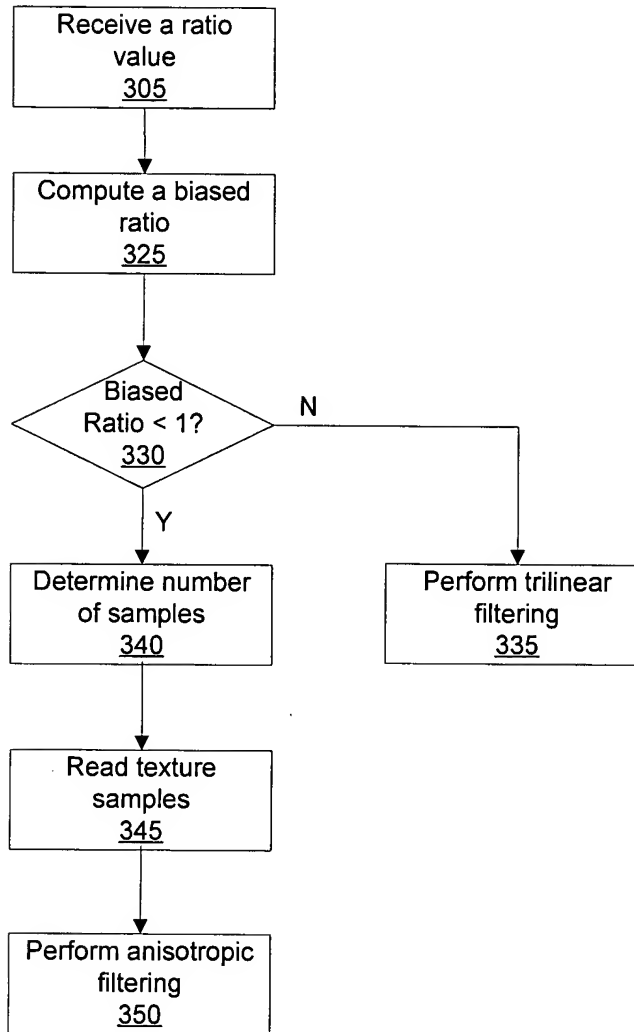 Receive a ratio
value
305
Compute a biased
ratio
325
Biased
Ratio < 1?
330
N
Y
Determine number
of samples
340
Perform trilinear
filtering
335
Read texture
samples
345
Perform anisotropic
filtering
350